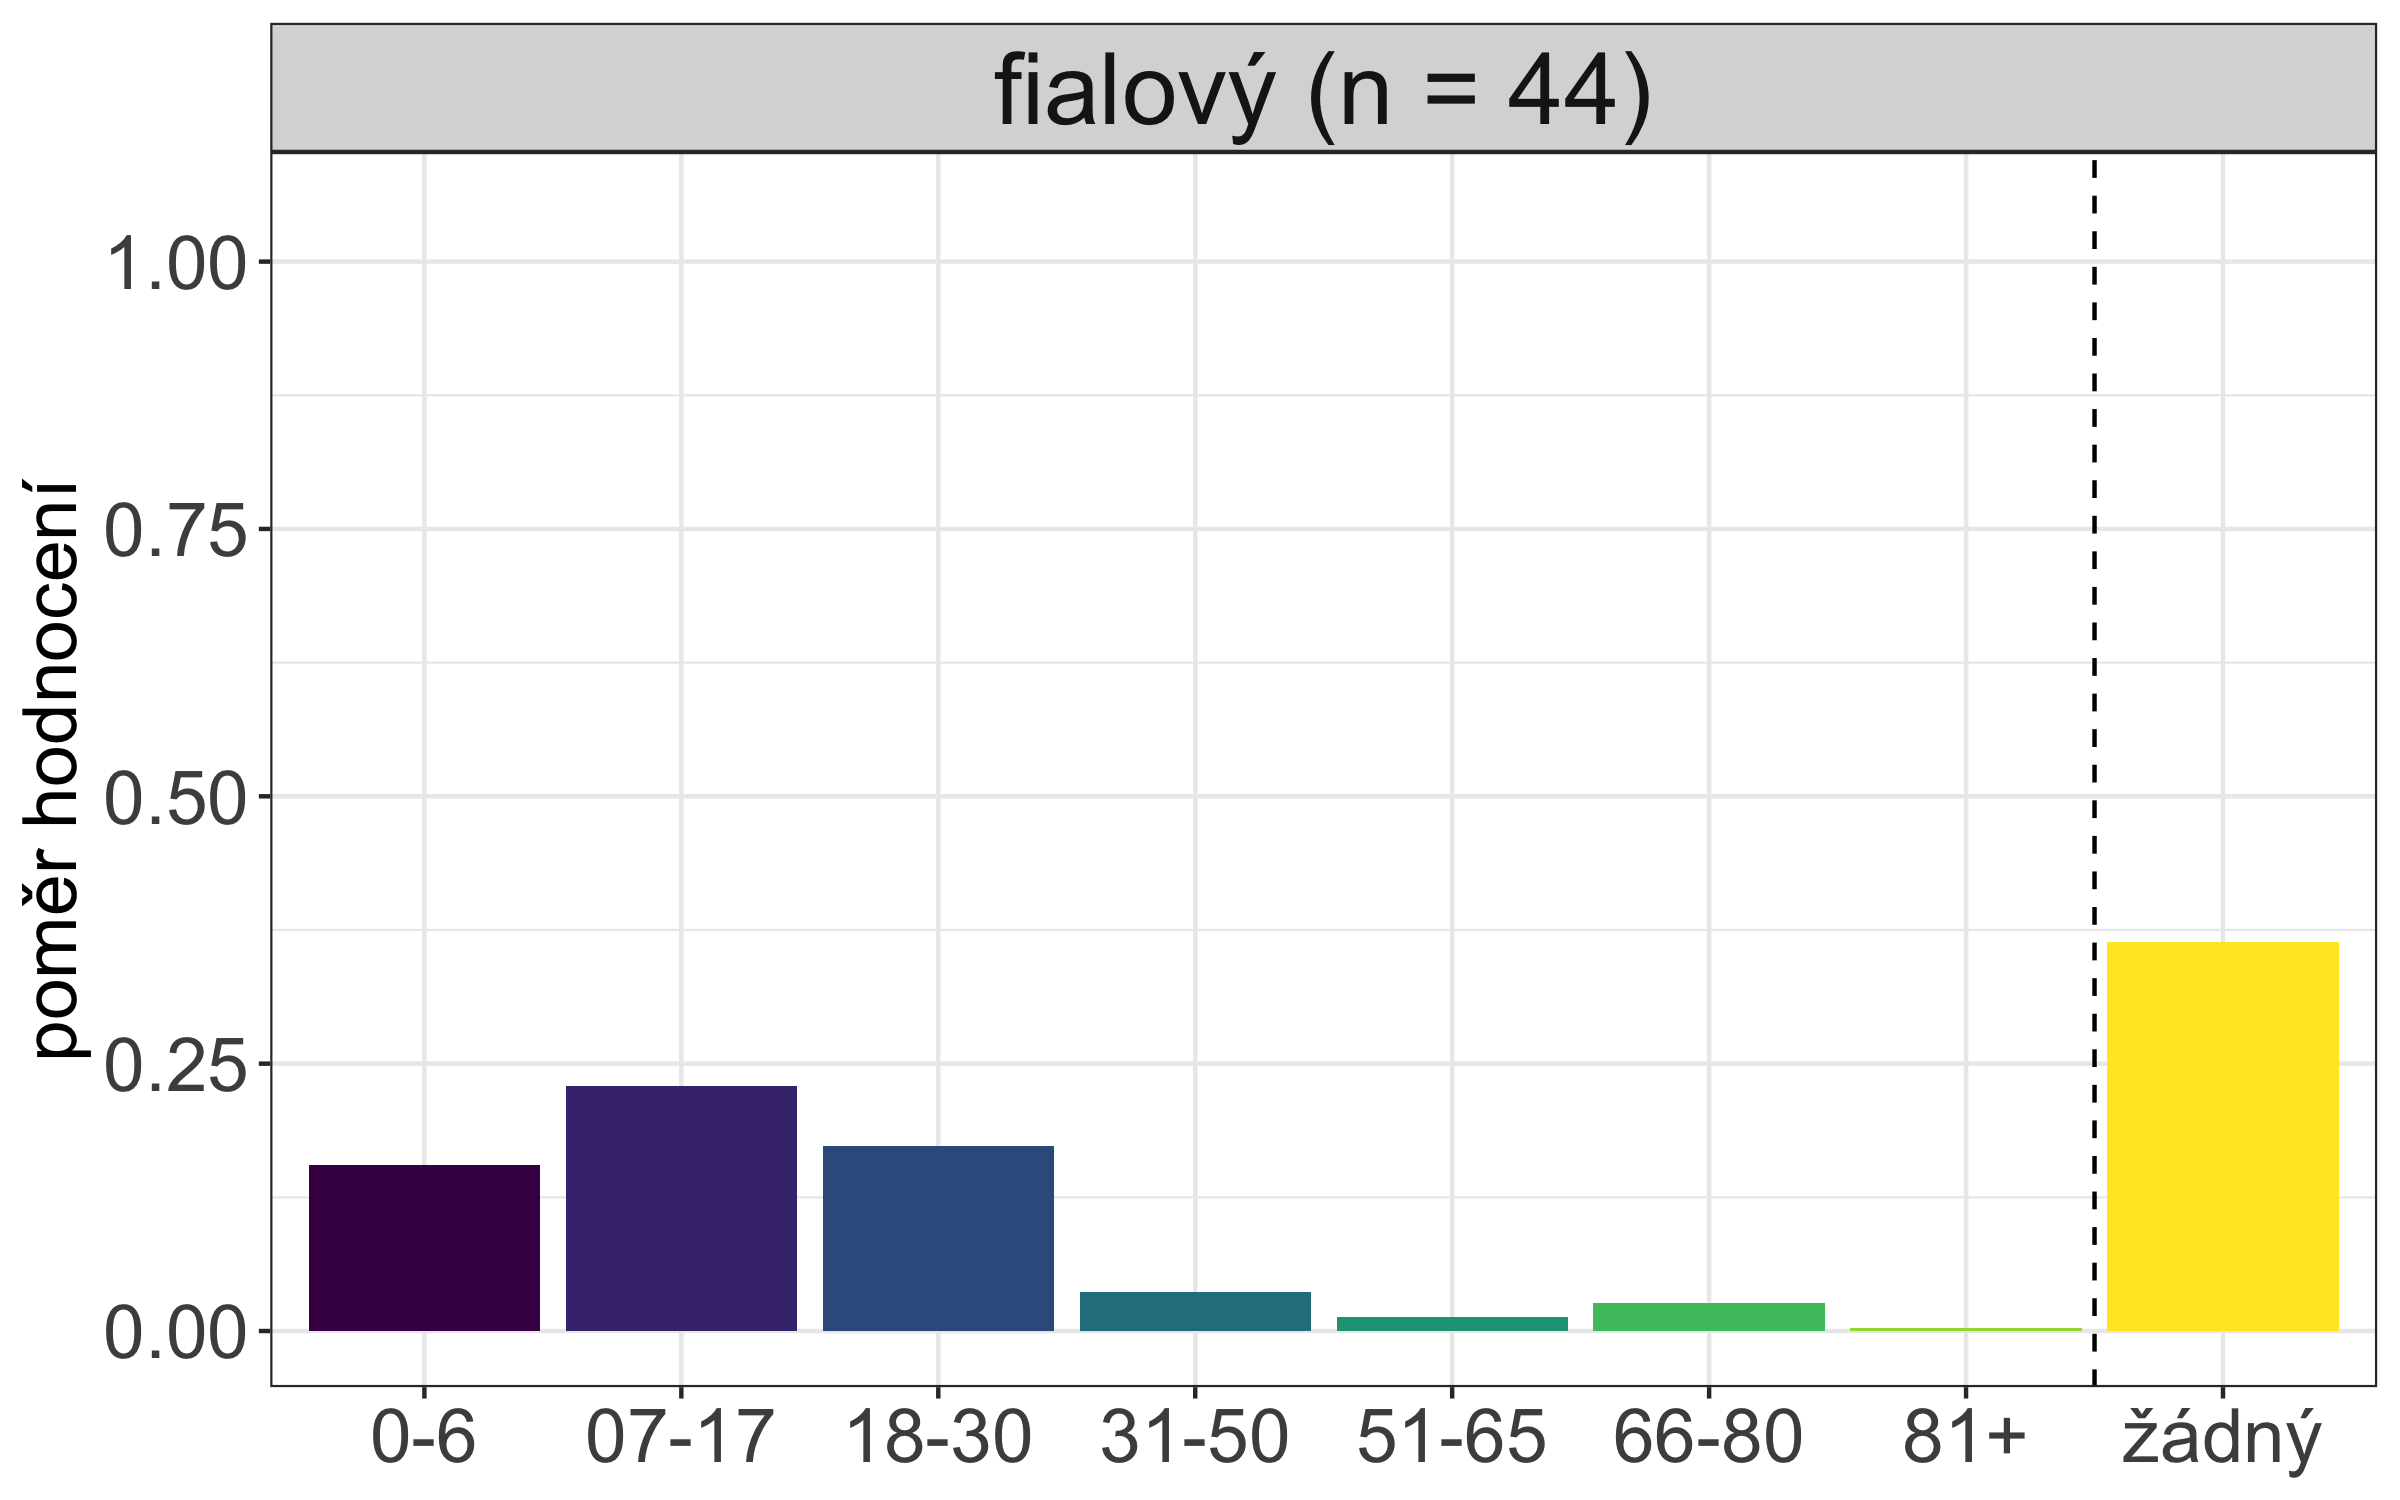 fialový (n = 44)
poměr hodnocení
1.00
0.75
0.50
0.25
0.00
0-6 07-17 18-30 31-50 51-65 66-80 81+ žádný